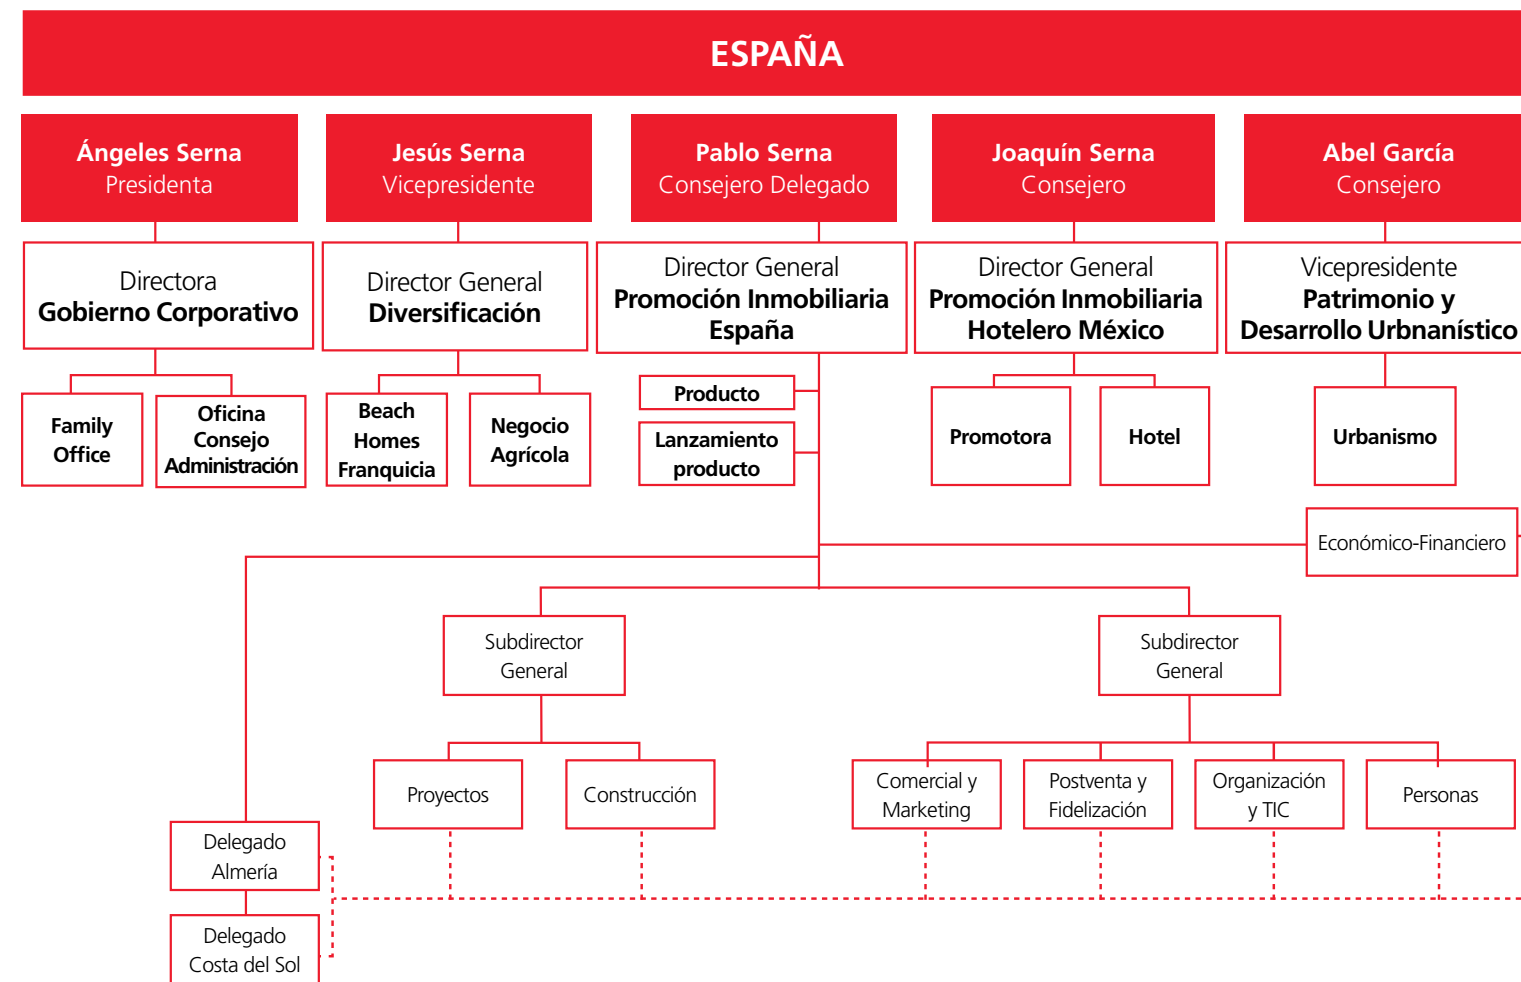 ESPAÑA
Ángeles Serna
Presidenta
Jesús Serna
Vicepresidente
Pablo Serna
Consejero Delegado
Joaquín Serna
Consejero
Abel García
Consejero
Directora
Gobierno Corporativo
Director General
Diversificación
Director General
Promoción Inmobiliaria
España
Director General
Promoción Inmobiliaria
Hotelero México
Vicepresidente
Patrimonio y
Desarrollo Urbnanístico
Family
Office
Oficina
Consejo
Administración
Beach
Homes
Franquicia
Negocio
Agrícola
Producto
Lanzamiento
producto
Promotora
Hotel
Urbanismo
Económico-Financiero
Subdirector
General
Subdirector
General
Proyectos
Construcción
Comercial y
Marketing
Postventa y
Fidelización
Organización
y TIC
Personas
Delegado
Almería
Delegado
Costa del Sol